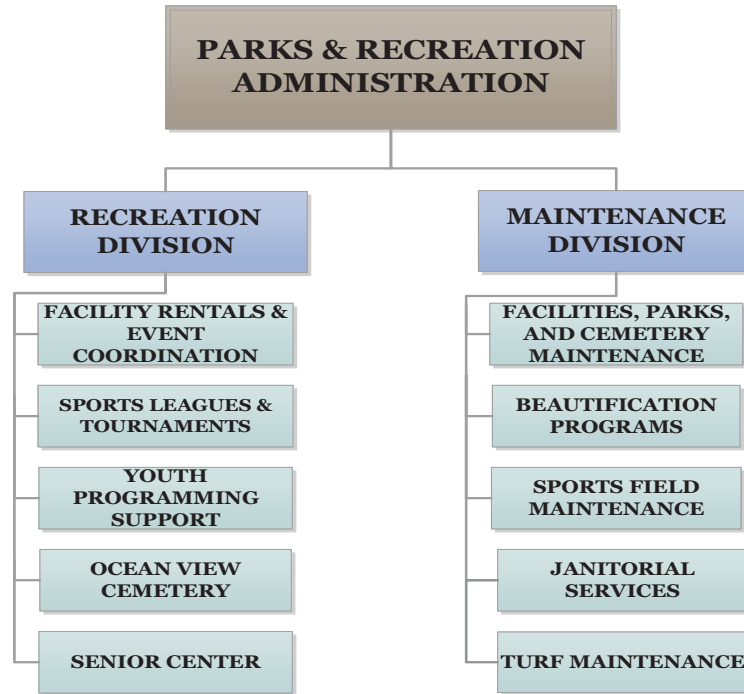 PARKS & RECREATION
ADMINISTRATION
RECREATION
DIVISION
FACILITY RENTALS &
EVENT
COORDINATION
SPORTS LEAGUES &
TOURNAMENTS
YOUTH
PROGRAMMING
SUPPORT
OCEAN VIEW
CEMETERY
SENIOR CENTER
MAINTENANCE
DIVISION
FACILITIES, PARKS,
AND CEMETERY
MAINTENANCE
BEAUTIFICATION
PROGRAMS
SPORTS FIELD
MAINTENANCE
JANITORIAL
SERVICES
TURF MAINTENANCE